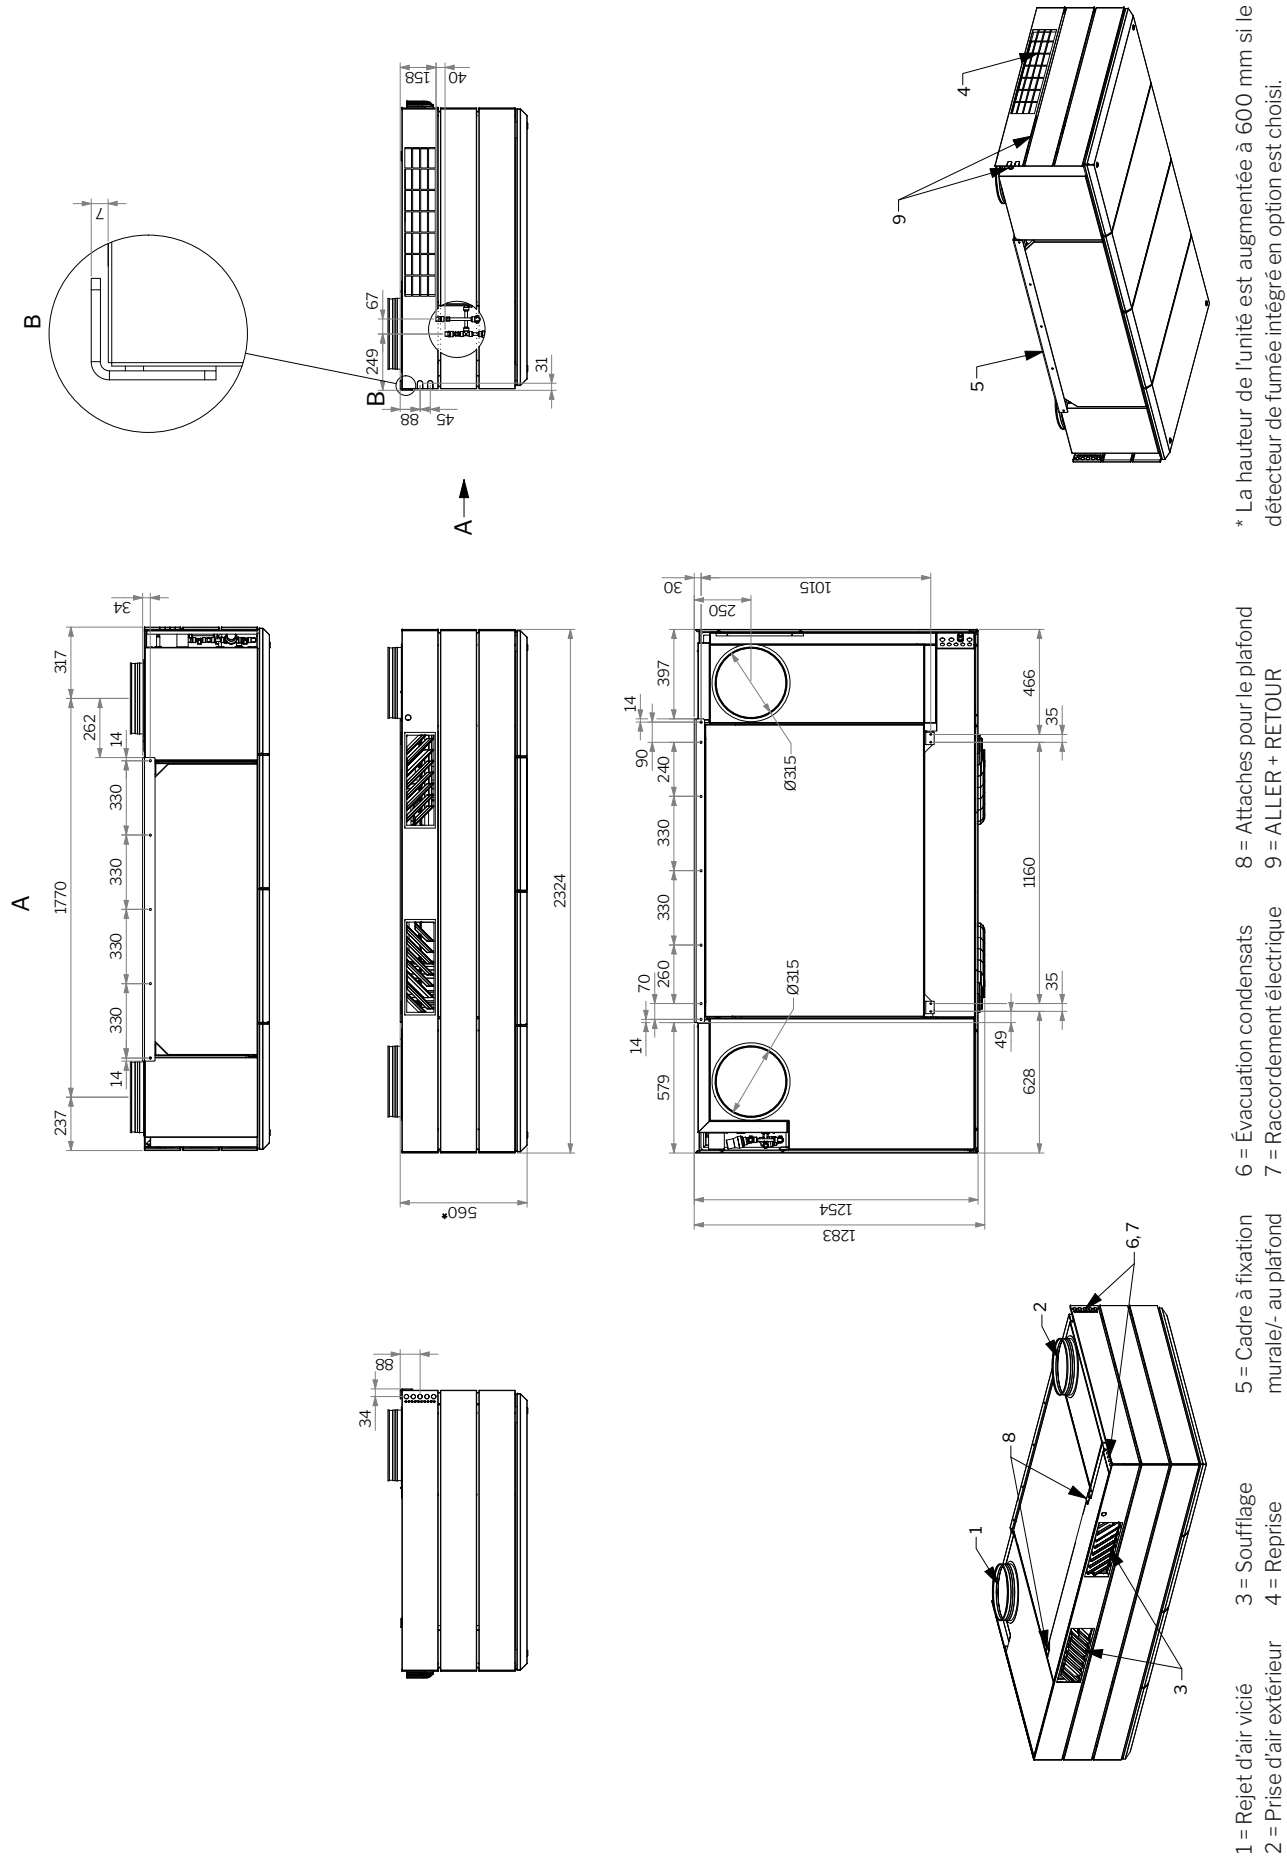 A
237
1770
317
14
330
330
330
330
14
262
34
B
7
34
88
560*
2324
A
B
88
45
249
67
31
158
40
1283
1254
579
14
70
260
330
330
240
90
14
397
30
250
1015
Ø315
Ø315
628
49
35
1160
35
466
1
2
3
8
6, 7
5
9
4
1 = Rejet d'air vicié
2 = Prise d'air extérieur
3 = Soufflage
4 = Reprise
5 = Cadre à fixation
murale/- au plafond
6 = Évacuation condensats
7 = Raccordement électrique
8 = Attaches pour le plafond
9 = ALLER + RETOUR
* La hauteur de l'unité est augmentée à 600 mm si le
détecteur de fumée intégré en option est choisi.